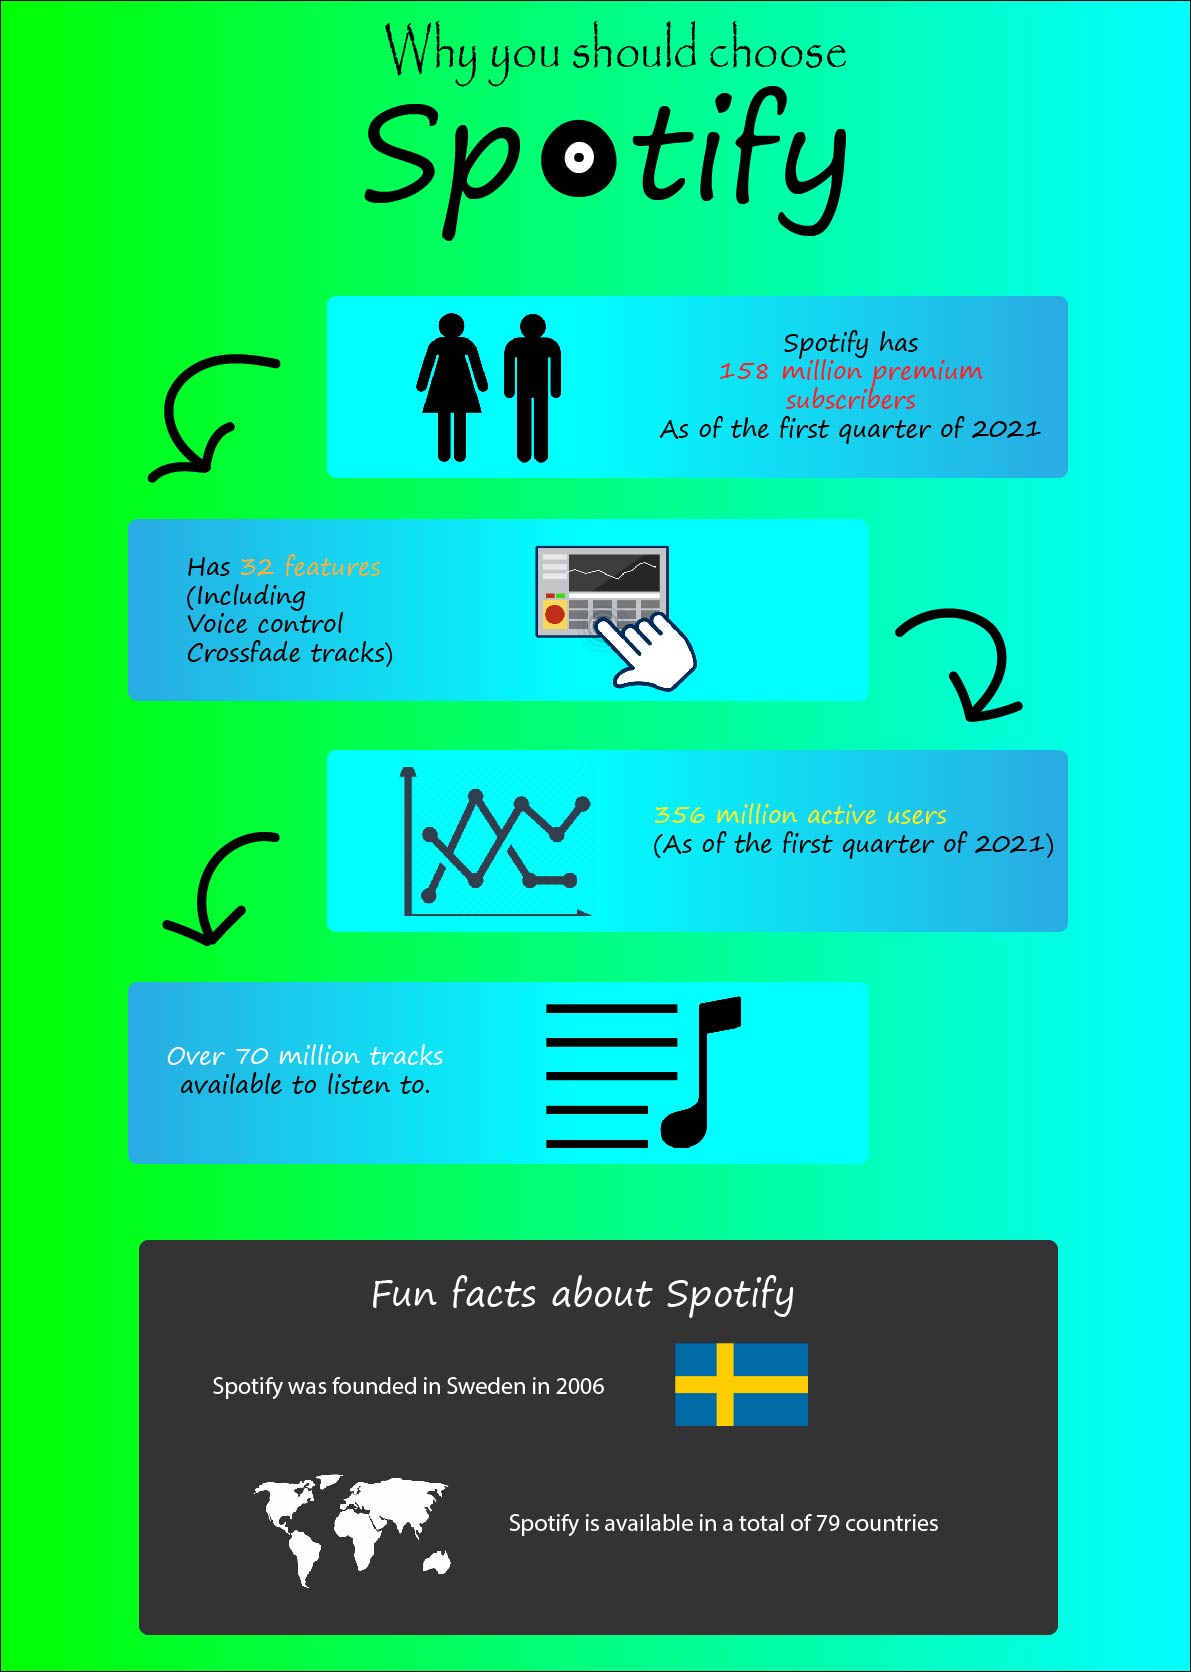 Why you should choose
Spotify
Spotify has
158 million premium
subscribers
As of the first quarter of 2021
Has 32 features
(Including
Voice control
Crossfade tracks)
356 million active users
(As of the first quarter of 2021)
Over 70 million tracks
available to listen to.
Fun facts about Spotify
Spotify was founded in Sweden in 2006
Spotify is available in a total of 79 countries